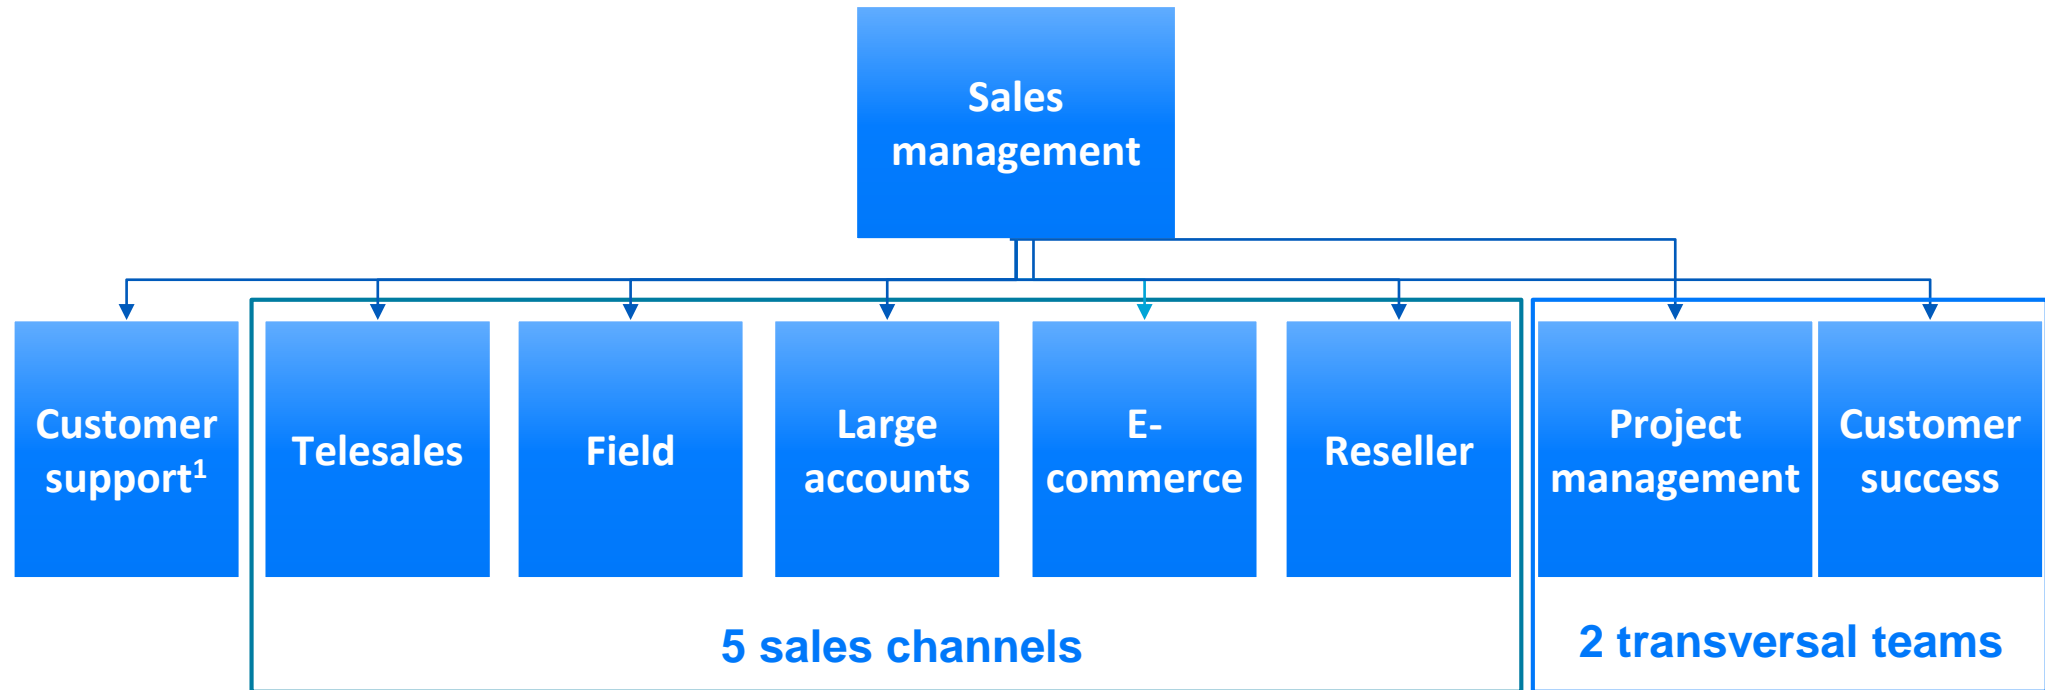 Sales
management
Customer
support¹
Telesales
Field
Large
accounts
E-
commerce
Reseller
Project
management
Customer
success
5 sales channels
2 transversal teams